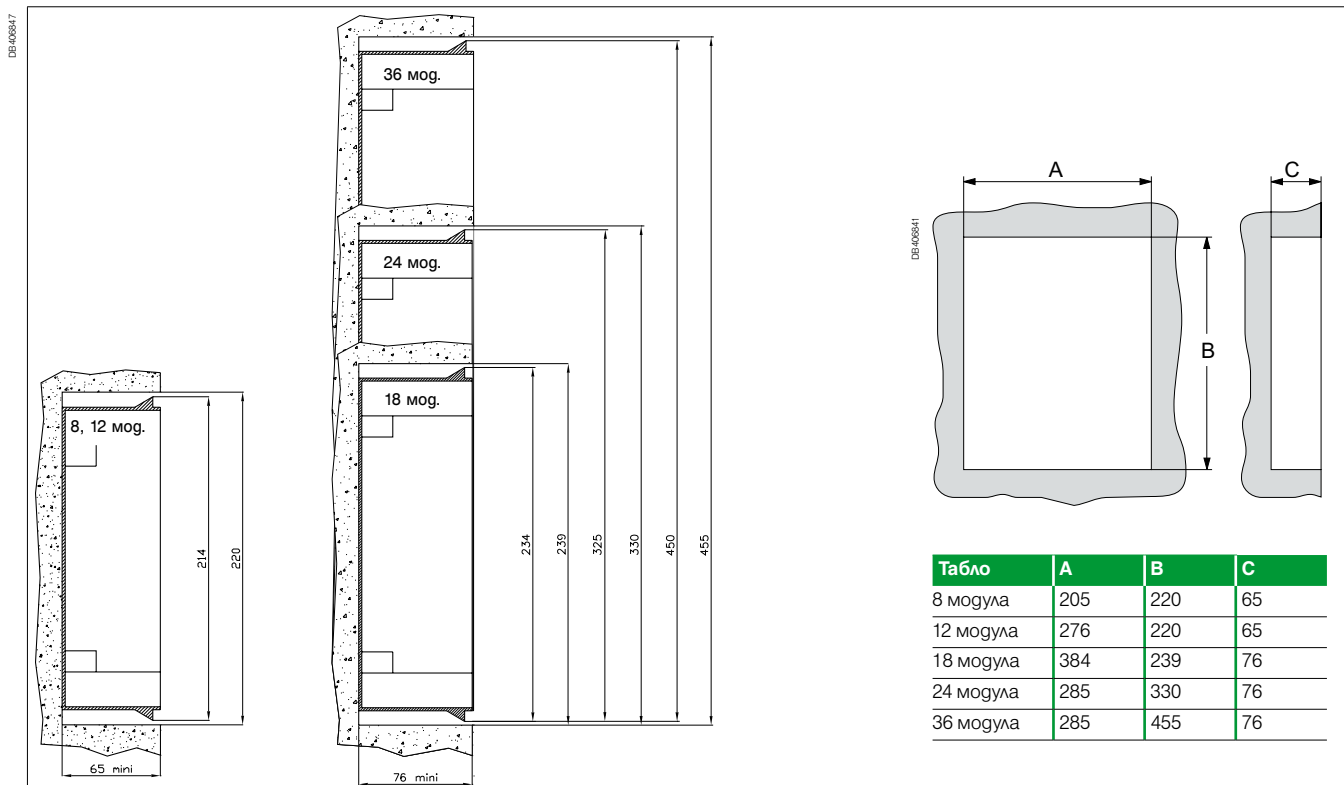 DB406847
36 мод.
24 мод.
18 мод.
8, 12 мод.
214
220
65 mini
234
239
325
330
450
455
76 mini
DB406841
A
C
B
Табло A B C
8 модула 205 220 65
12 модула 276 220 65
18 модула 384 239 76
24 модула 285 330 76
36 модула 285 455 76